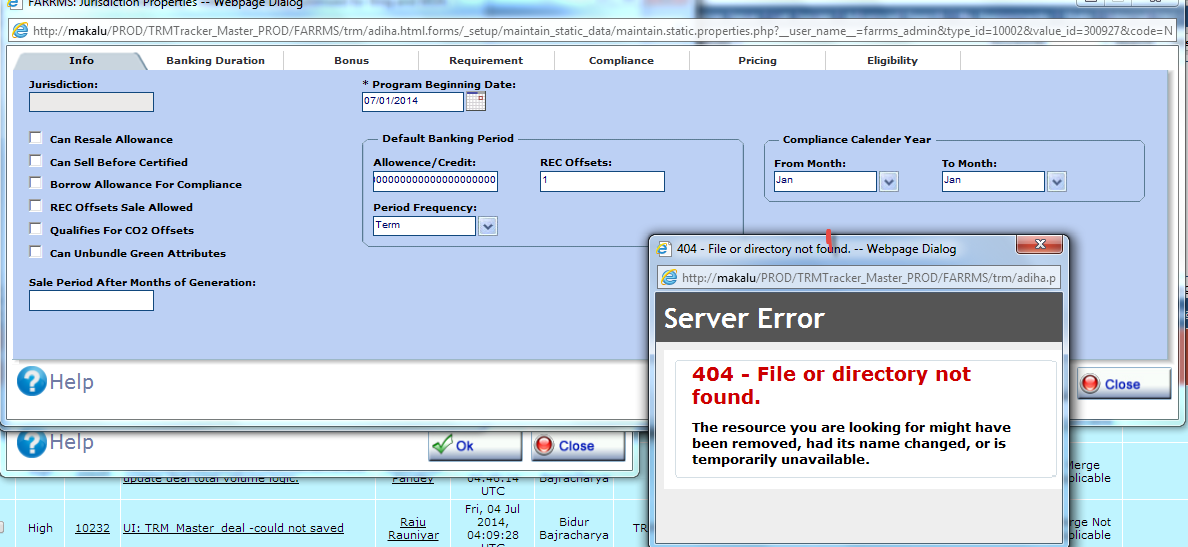 FARRMS: Jurisdiction Properties -- Webpage Dialog
http://makalu/PROD/TRMTracker_Master_PROD/FARRMS/trm/adiha.html.forms/_setup/maintain_static_data/maintain.static.properties.php?__user_name__=farrms_admin&type_id=10002&value_id=300927&code=N
Info Banking Duration Bonus Requirement Compliance Pricing Eligibility
Jurisdiction:
* Program Beginning Date:
07/01/2014
Can Resale Allowance
Can Sell Before Certified
Borrow Allowance For Compliance
REC Offsets Sale Allowed
Qualifies For CO2 Offsets
Can Unbundle Green Attributes
Sale Period After Months of Generation:
Default Banking Period
Allowence/Credit: REC Offsets:
00000000000000000000 1
Period Frequency:
Term
Compliance Calender Year
From Month: To Month:
Jan Jan
Help
Close
404 - File or directory not found. -- Webpage Dialog
http://makalu/PROD/TRMTracker_Master_PROD/FARRMS/trm/adiha.p
Server Error
404 - File or directory not
found.
The resource you are looking for might have
been removed, had its name changed, or is
temporarily unavailable.
Help
Ok Close
update deal total volume logic.
Pandey
04:48:14
UTC
Bajracharya
Merge
plicable
High 10232 UI: TRM_Master_deal -could not saved
Raju
Raunivar
Fri, 04 Jul
2014,
04:09:28
UTC
Bidur
Bajracharya
TR
rge Not
plicable